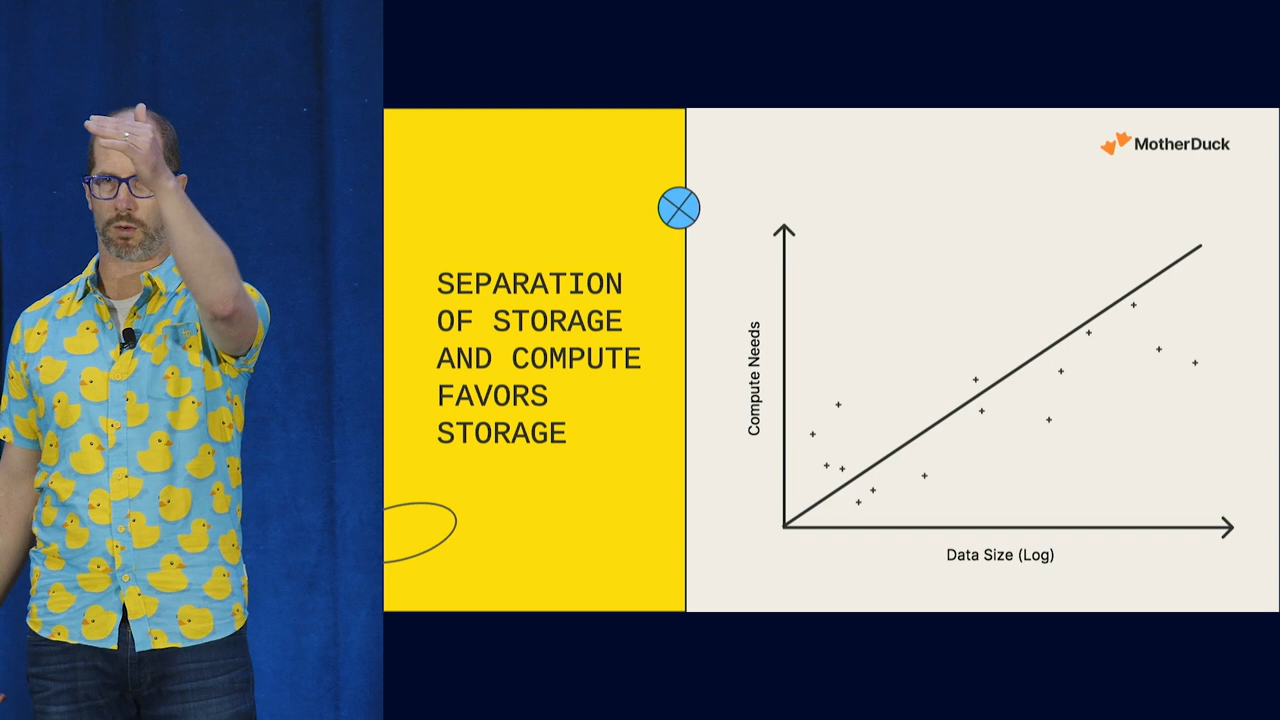 MotherDuck
SEPARATION
OF STORAGE
AND COMPUTE
FAVORS
STORAGE
Compute Needs
Data Size (Log)